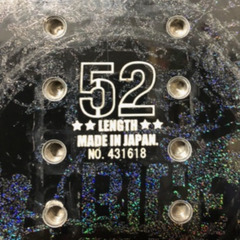 52
★★ LENGTH ★★
MADE IN JAPAN.
NO. 431618